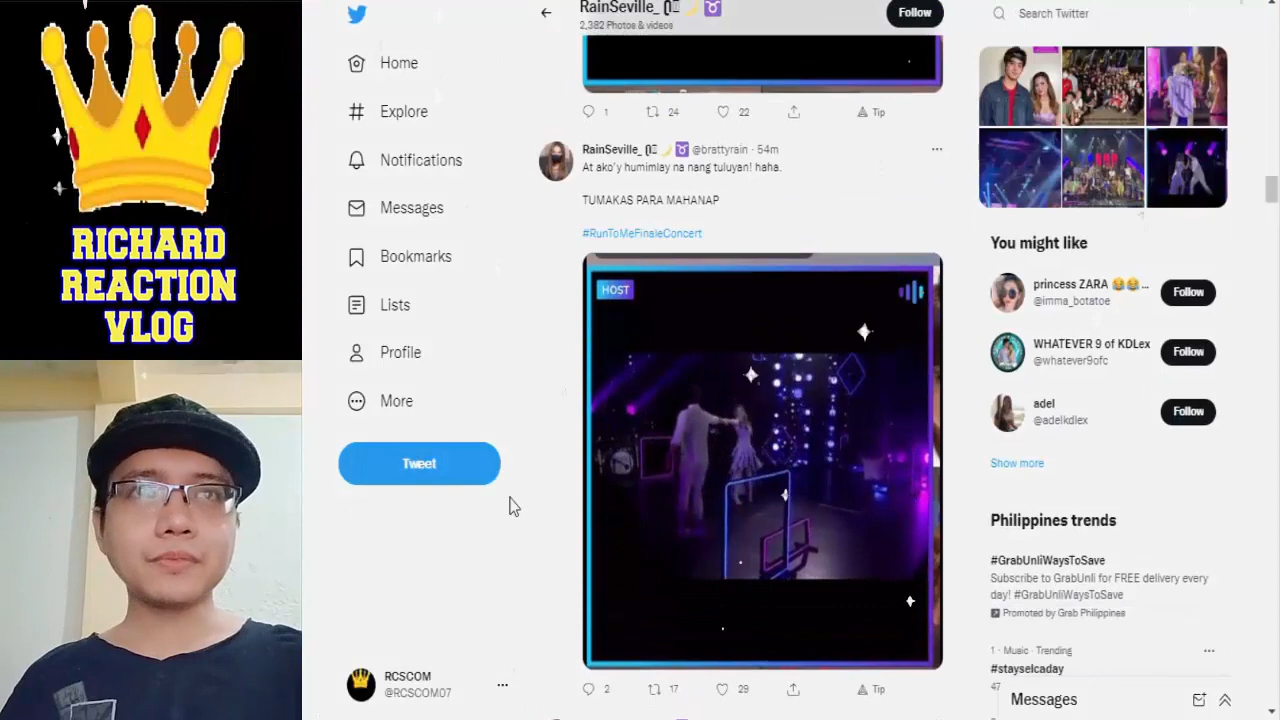 RICHARD
REACTION
VLOG
Home
Explore
Notifications
Messages
Bookmarks
Lists
Profile
More
Tweet
RCSCOM
@RCSCOM07
RainSeville_
2,382 Photos & videos
Follow
1 24 22 Tip
RainSeville_ @brattyrain · 54m
At ako'y humimlay na nang tuluyan! haha.
TUMAKAS PARA MAHANAP
#RunToMeFinaleConcert
HOST
2 17 29 Tip
Search Twitter
You might like
princess ZARA 😂😂...
@imma_botatoe
Follow
WHATEVER 9 of KDLex
@whatever9ofc
Follow
adel
@adelkdlex
Follow
Show more
Philippines trends
#GrabUnliWaysToSave
Subscribe to GrabUnli for FREE delivery every
day! #GrabUnliWaysToSave
Promoted by Grab Philippines
1 · Music · Trending
#stayselcaday
Messages